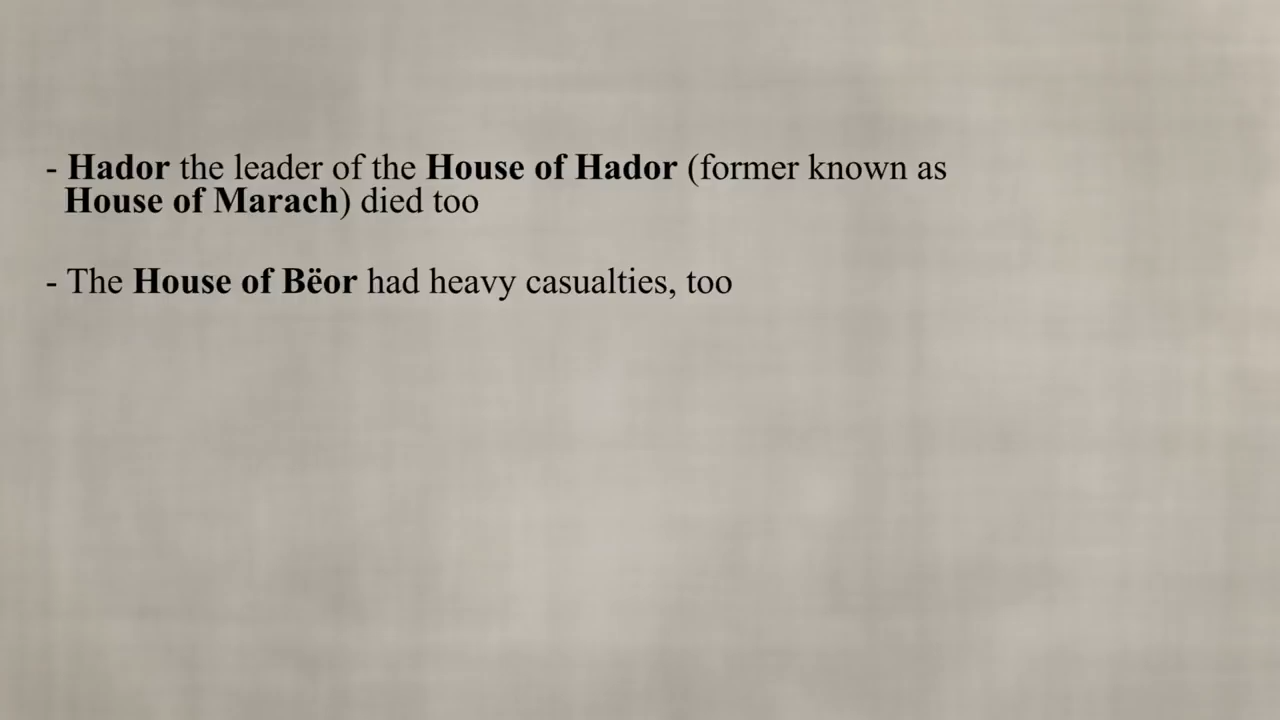 - Hador the leader of the House of Hador (former known as
House of Marach) died too
- The House of Bëor had heavy casualties, too